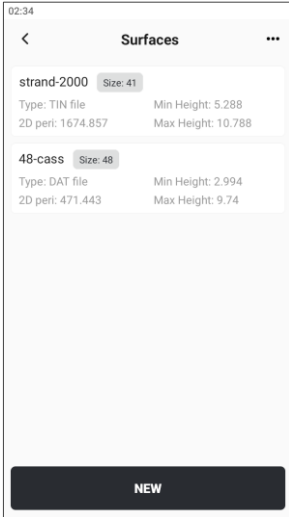 02:34
Surfaces
strand-2000 Size: 41
Type: TIN file Min Height: 5.288
2D peri: 1674.857 Max Height: 10.788
48-cass Size: 48
Type: DAT file Min Height: 2.994
2D peri: 471.443 Max Height: 9.74
NEW